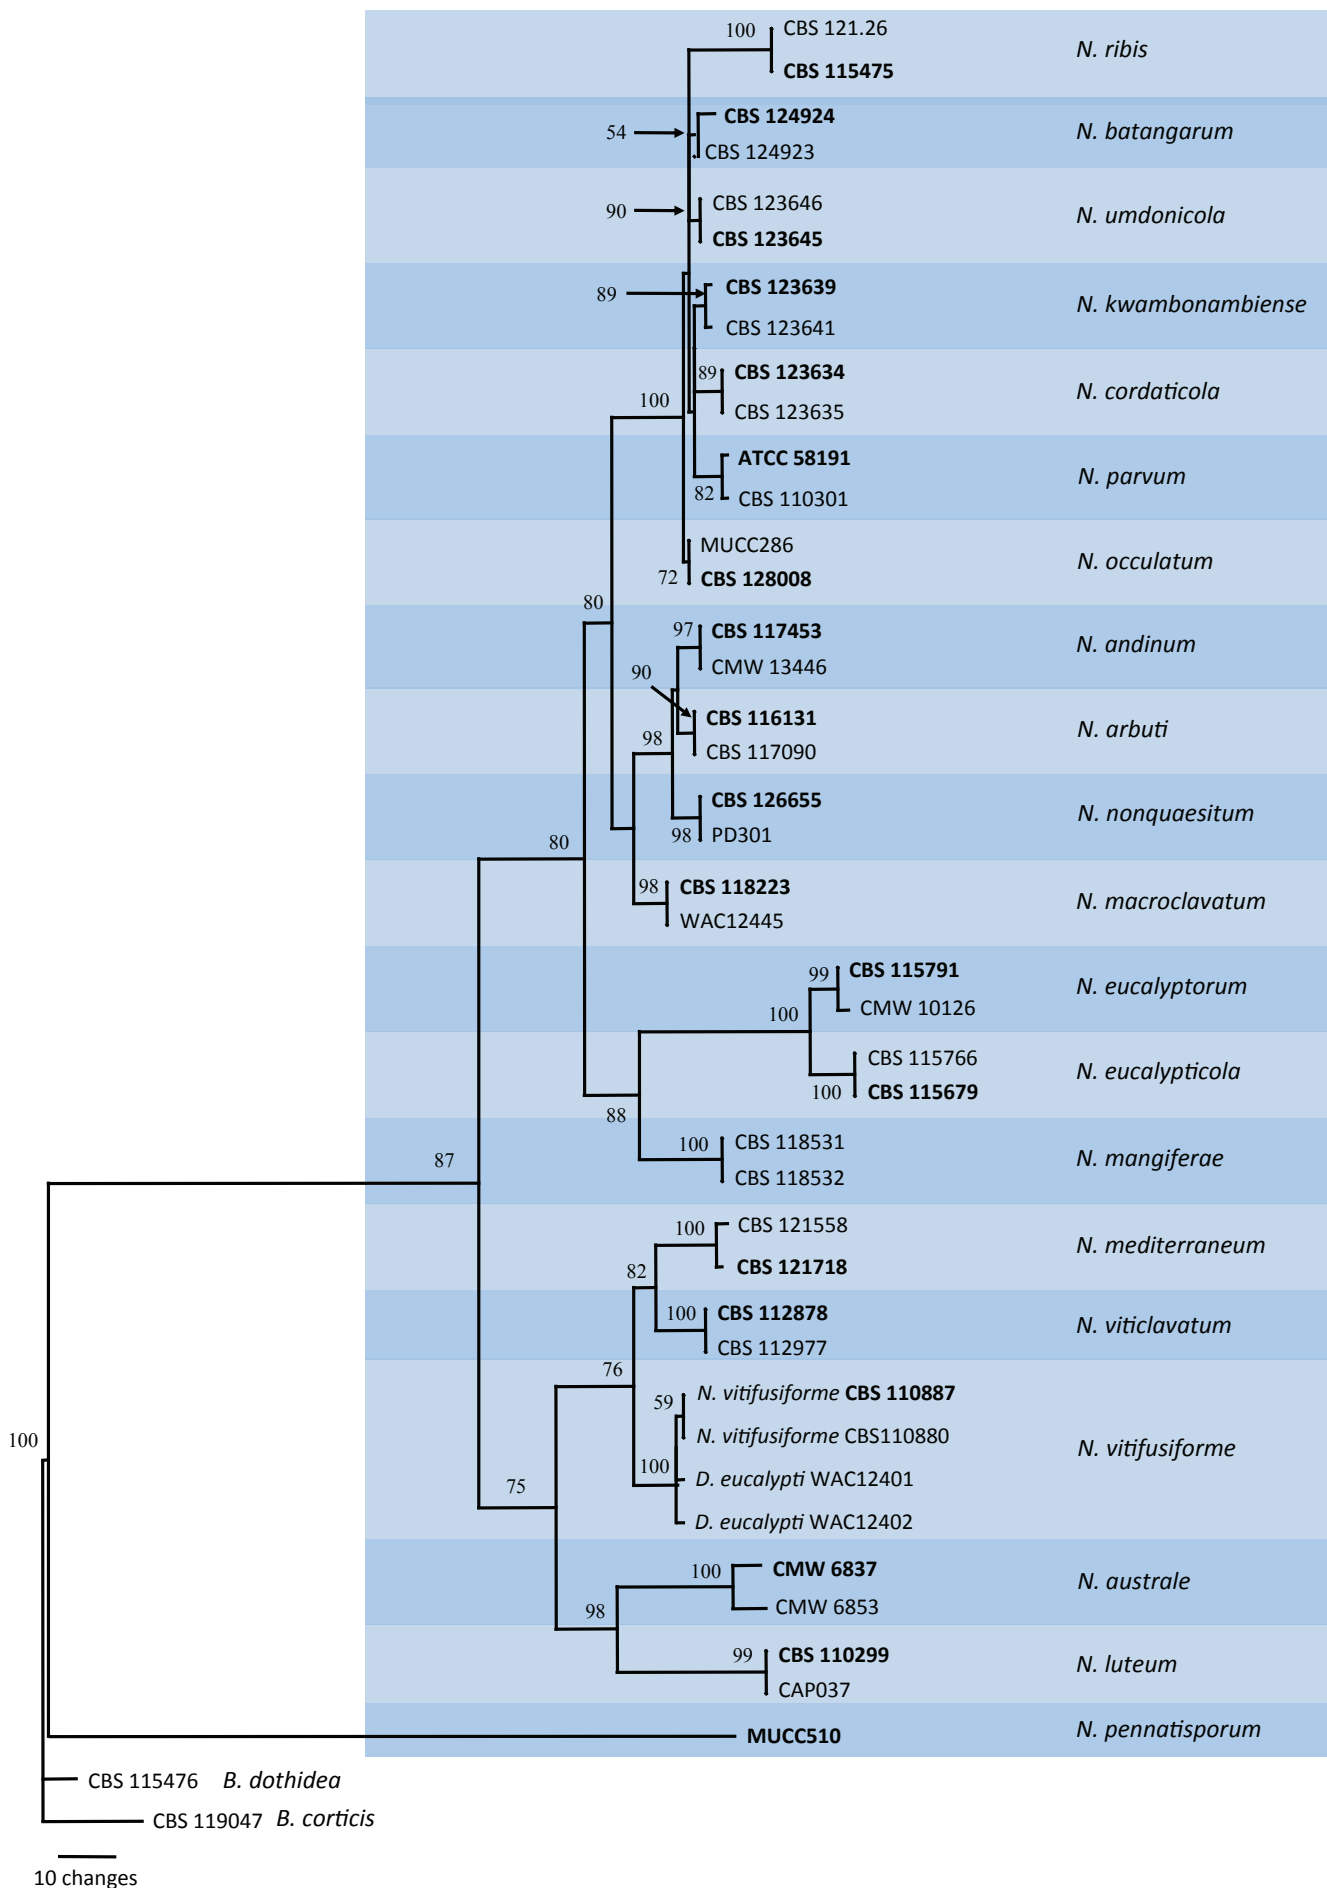 100 CBS 121.26
CBS 115475 N. ribis
CBS 124924
54 CBS 124923 N. batangarum
CBS 123646
90 N. umdonicola
CBS 123645
CBS 123639
89 N. kwambonambiense
CBS 123641
89 CBS 123634
100 CBS 123635 N. cordaticola
ATCC 58191
82 CBS 110301 N. parvum
MUCC286
72 CBS 128008 N. occulatum
80
97 CBS 117453
CMW 13446 N. andinum
90
CBS 116131
98 CBS 117090 N. arbuti
CBS 126655
98 PD301 N. nonquaesitum
80
98 CBS 118223
WAC12445 N. macroclavatum
99 CBS 115791
CMW 10126 N. eucalyptorum
100
CBS 115766
100 CBS 115679 N. eucalypticola
88
100 CBS 118531
CBS 118532 N. mangiferae
87
100 CBS 121558
CBS 121718 N. mediterraneum
82
100 CBS 112878
CBS 112977 N. viticlavatum
76
59 N. vitifusiforme CBS 110887
N. vitifusiforme CBS110880 N. vitifusiforme
100
D. eucalypti WAC12401
D. eucalypti WAC12402
100
75
100 CMW 6837
CMW 6853 N. australe
98
99 CBS 110299
CAP037 N. luteum
MUCC510 N. pennatisporum
CBS 115476 B. dothidea
CBS 119047 B. corticis
10 changes